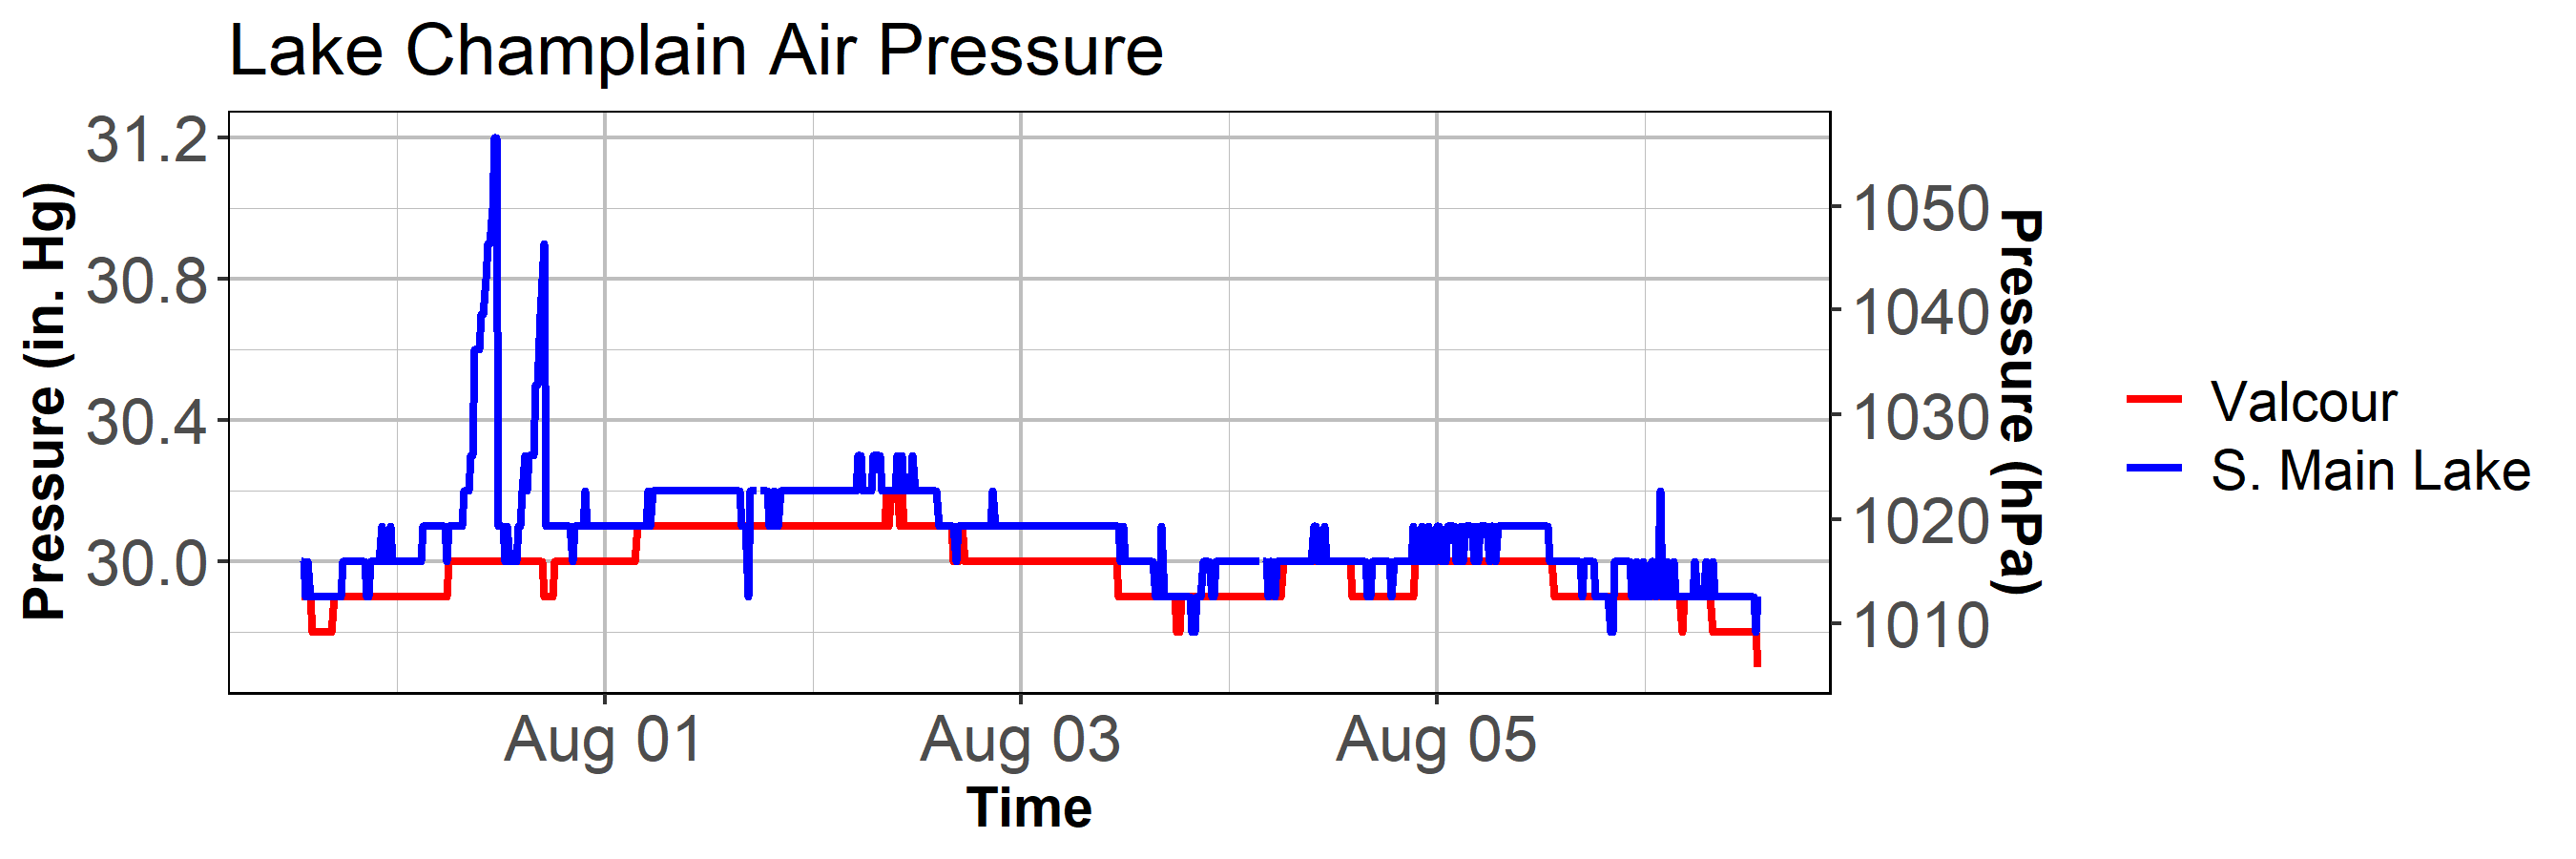 Lake Champlain Air Pressure
Pressure (in. Hg)
31.2
30.8
30.4
30.0
1050
1040
1030
1020
1010
Pressure (hPa)
Valcour
S. Main Lake
Aug 01
Aug 03
Aug 05
Time